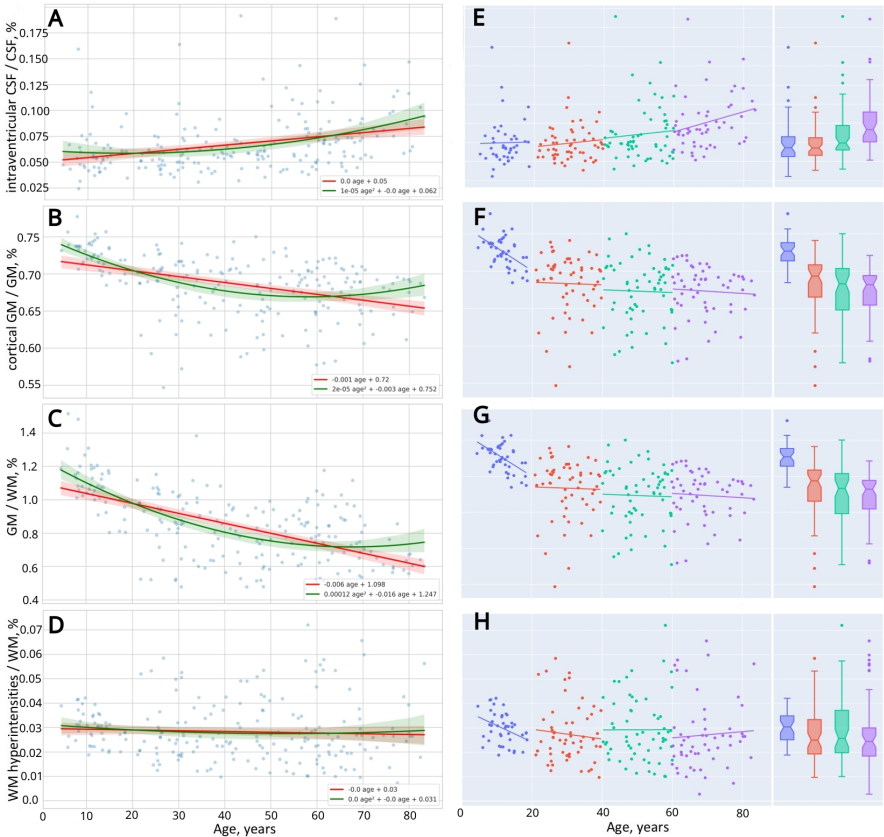 A
intraventricular CSF / CSF, %
0.175
0.150
0.125
0.100
0.075
0.050
0.025
0.0 age + 0.05
1e-05 age² + -0.0 age + 0.062
E
B
cortical GM / GM, %
0.75
0.70
0.65
0.60
0.55
-0.001 age + 0.72
2e-05 age² + -0.003 age + 0.752
F
C
GM / WM, %
1.4
1.2
1.0
0.8
0.6
0.4
-0.006 age + 1.098
0.00012 age² + -0.016 age + 1.247
G
D
WM hyperintensities / WM, %
0.07
0.06
0.05
0.04
0.03
0.02
0.01
0.0
-0.0 age + 0.03
0.0 age² + -0.0 age + 0.031
0 10 20 30 40 50 60 70 80
Age, years
H
0 20 40 60 80
Age, years